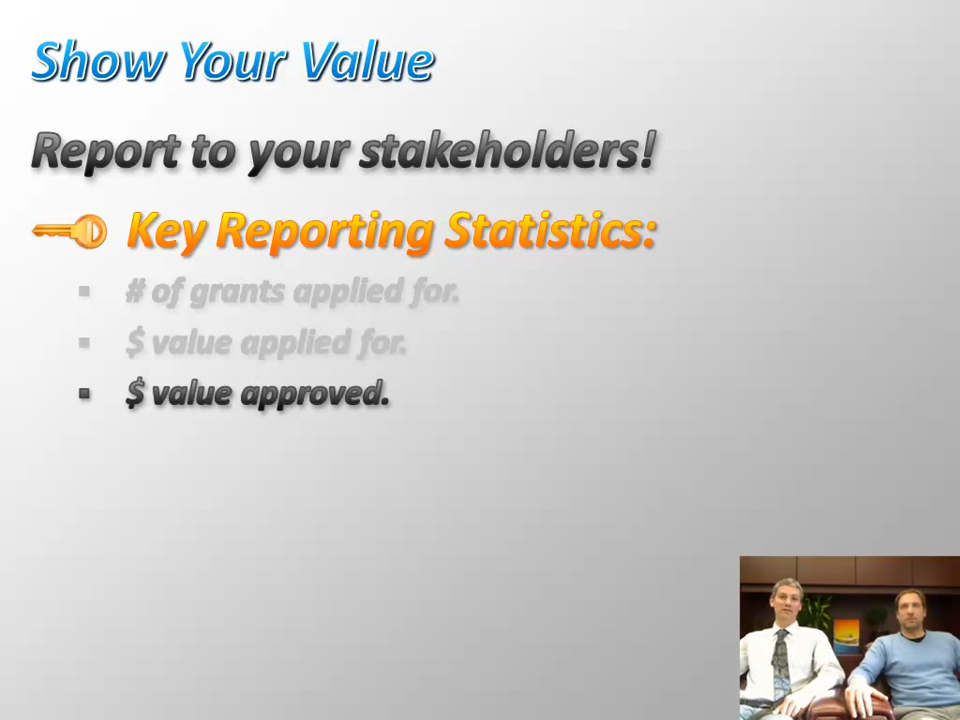 Show Your Value
Report to your stakeholders!
Key Reporting Statistics:
▪ # of grants applied for.
▪ $ value applied for.
▪ $ value approved.